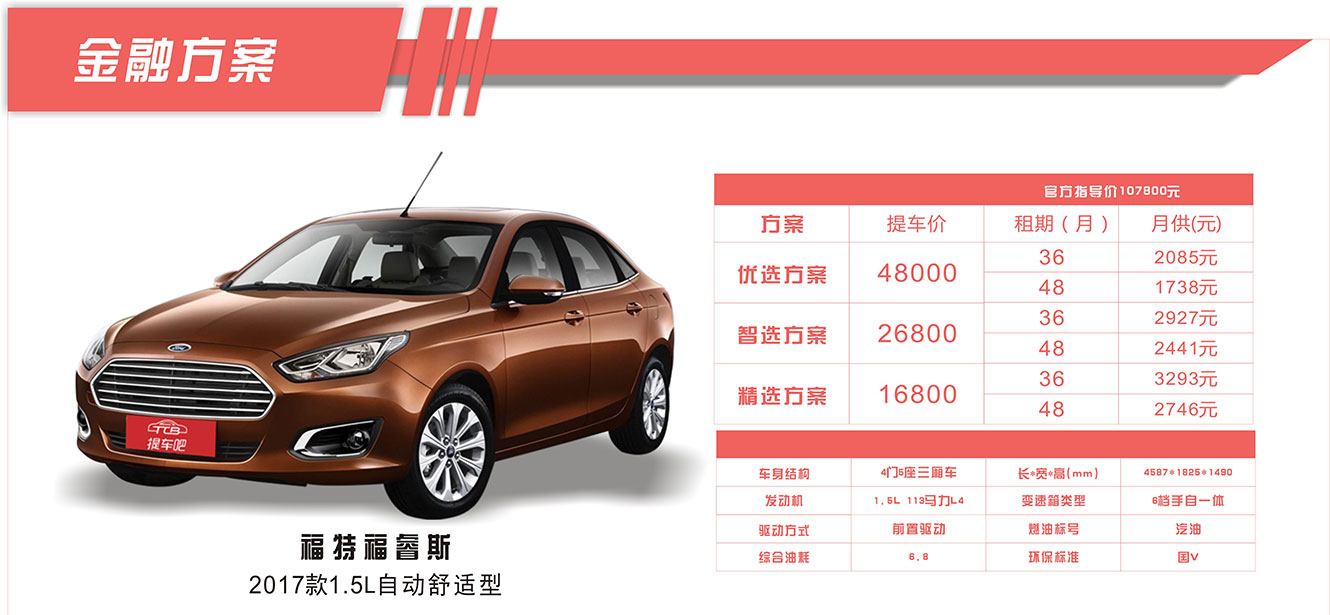 金融方案
官方指导价107800元
方案 提车价 租期（月） 月供(元)
优选方案 48000 36 2085元
48 1738元
智选方案 26800 36 2927元
48 2441元
精选方案 16800 36 3293元
48 2746元
车身结构 4门5座三厢车 长*宽*高(mm) 4587*1825*1490
发动机 1.5L 113马力L4 变速箱类型 6档手自一体
驱动方式 前置驱动 燃油标号 汽油
综合油耗 6.8 环保标准 国V
Ford
TCB
提车吧
福特福睿斯
2017款1.5L自动舒适型